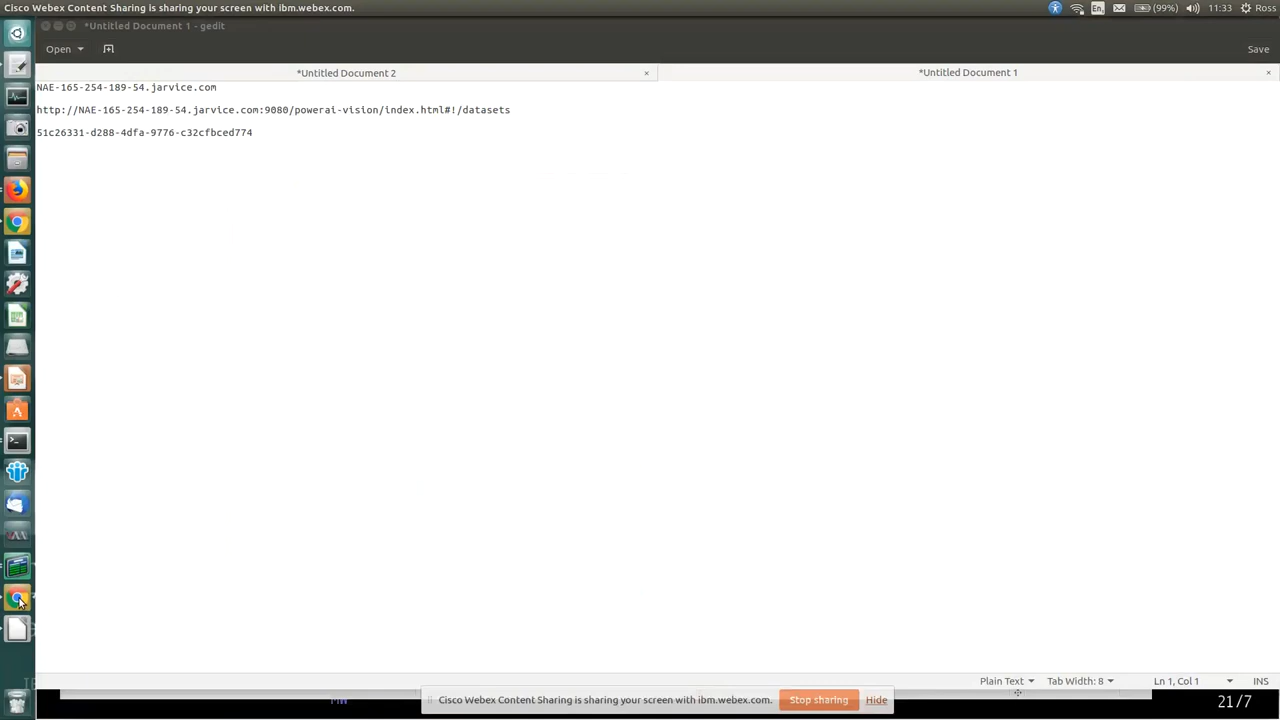 Cisco Webex Content Sharing is sharing your screen with ibm.webex.com.
En
(99%)
11:33
Ross
*Untitled Document 1 - gedit
Open
Save
*Untitled Document 2
×
*Untitled Document 1
×
NAE-165-254-189-54.jarvice.com
http://NAE-165-254-189-54.jarvice.com:9080/powerai-vision/index.html#!/datasets
51c26331-d288-4dfa-9776-c32cfbced774
Plain Text
Tab Width: 8
Ln 1, Col 1
INS
Cisco Webex Content Sharing is sharing your screen with ibm.webex.com.
Stop sharing
Hide
21/7